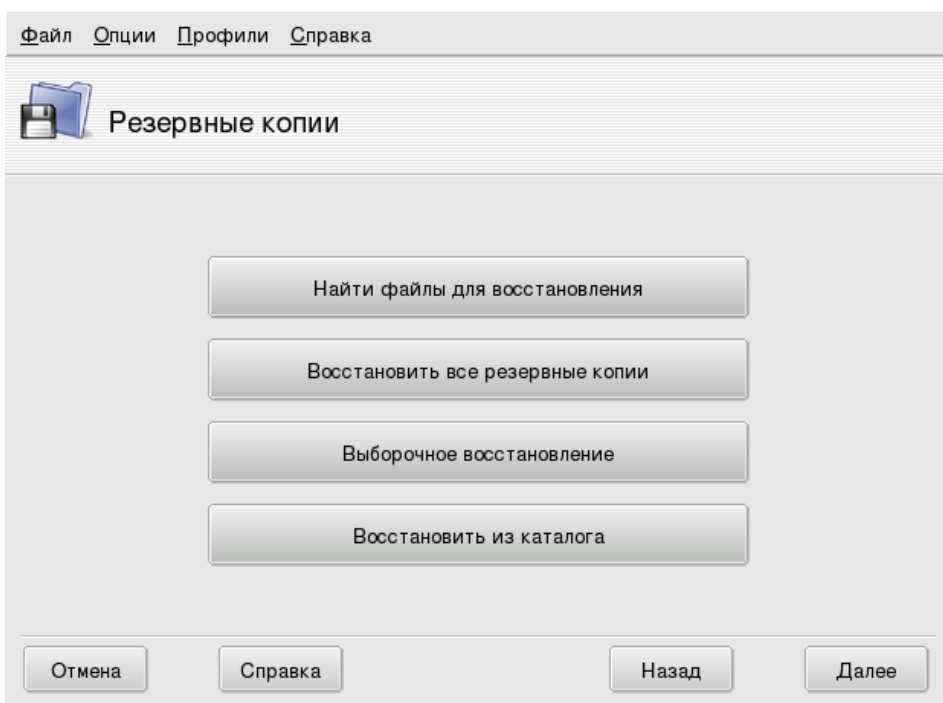 Файл Опции Профили Справка
Резервные копии
Найти файлы для восстановления
Восстановить все резервные копии
Выборочное восстановление
Восстановить из каталога
Отмена Справка Назад Далее